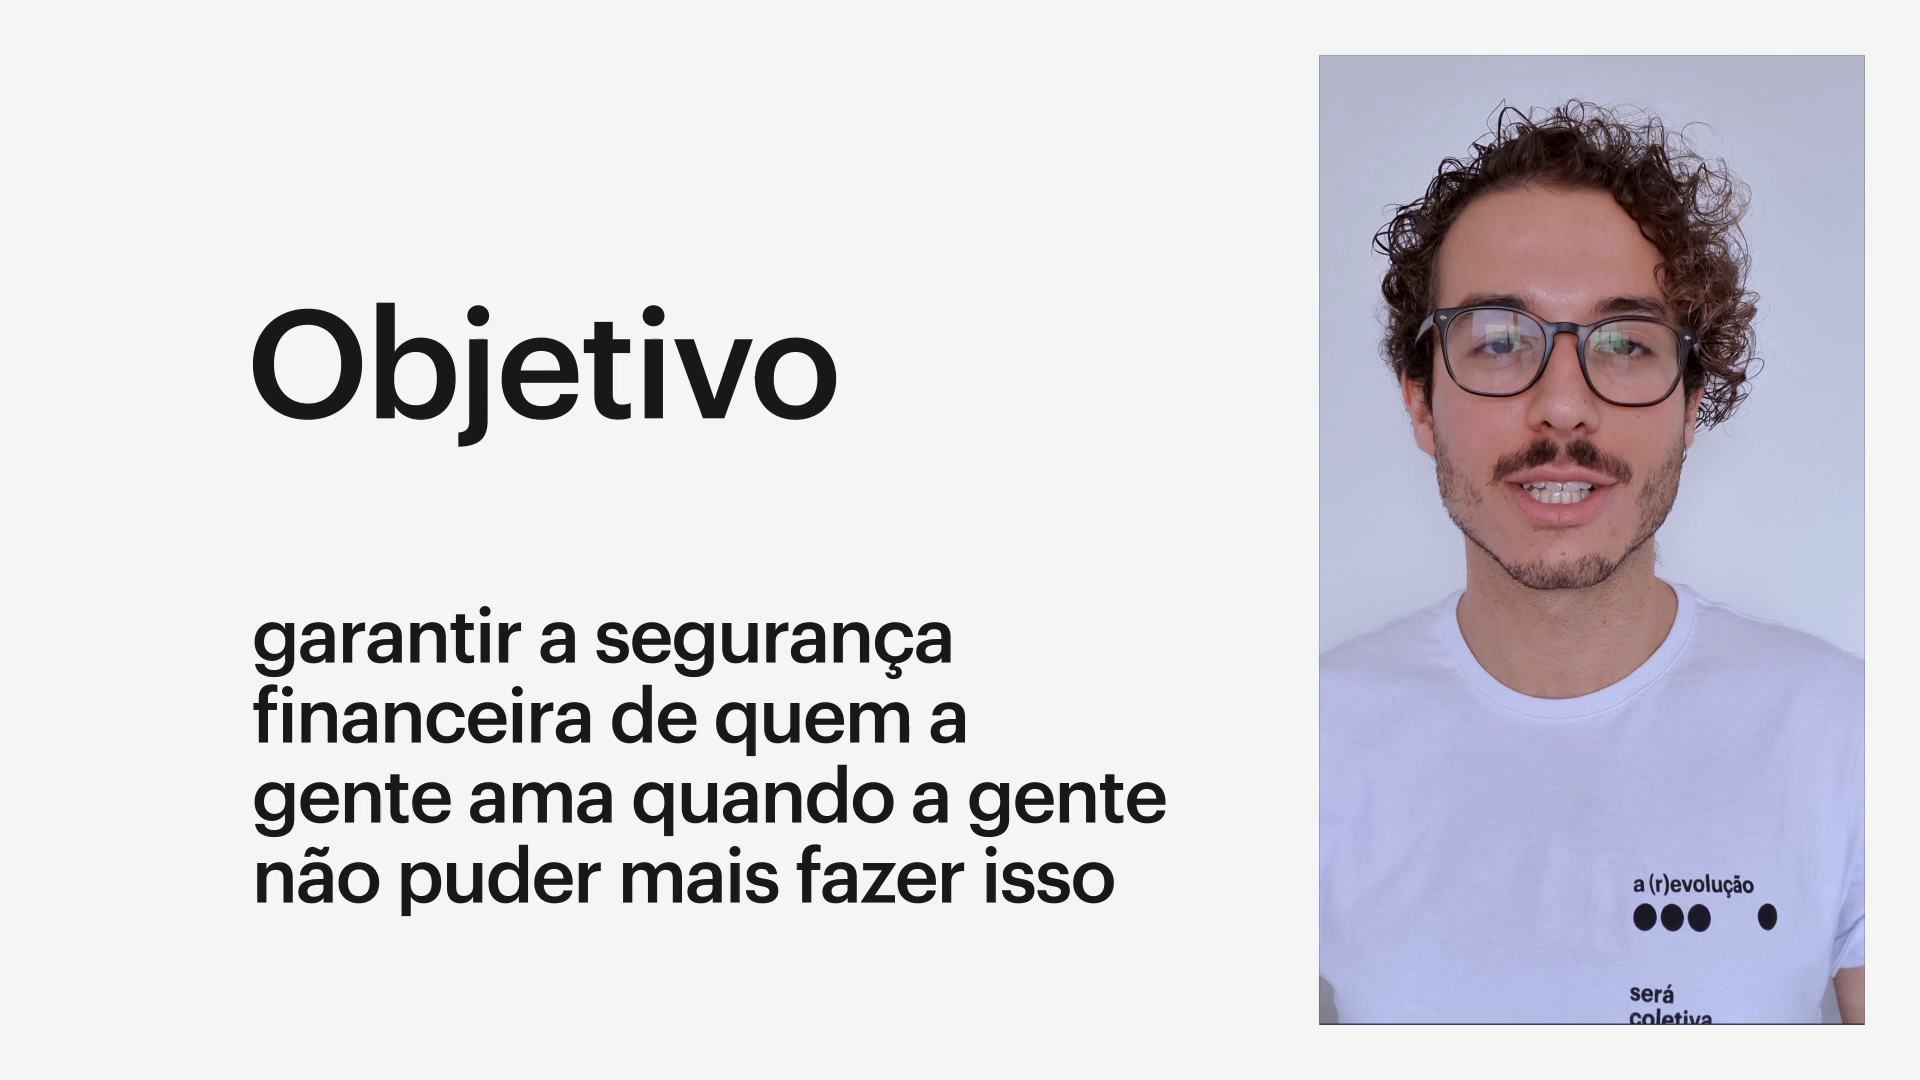 Objetivo
garantir a segurança
financeira de quem a
gente ama quando a gente
não puder mais fazer isso
a (r)evolução
será
coletiva